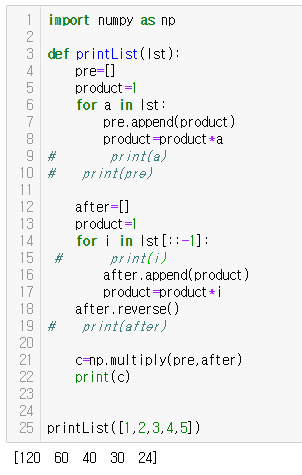 1 import numpy as np
2
3 def printList(lst):
4     pre=[]
5     product=1
6     for a in lst:
7         pre.append(product)
8         product=product*a
9 #        print(a)
10 #    print(pre)
11
12     after=[]
13     product=1
14     for i in lst[::-1]:
15  #       print(i)
16         after.append(product)
17         product=product*i
18     after.reverse()
19 #    print(after)
20
21     c=np.multiply(pre,after)
22     print(c)
23
24
25 printList([1,2,3,4,5])
[120  60  40  30  24]